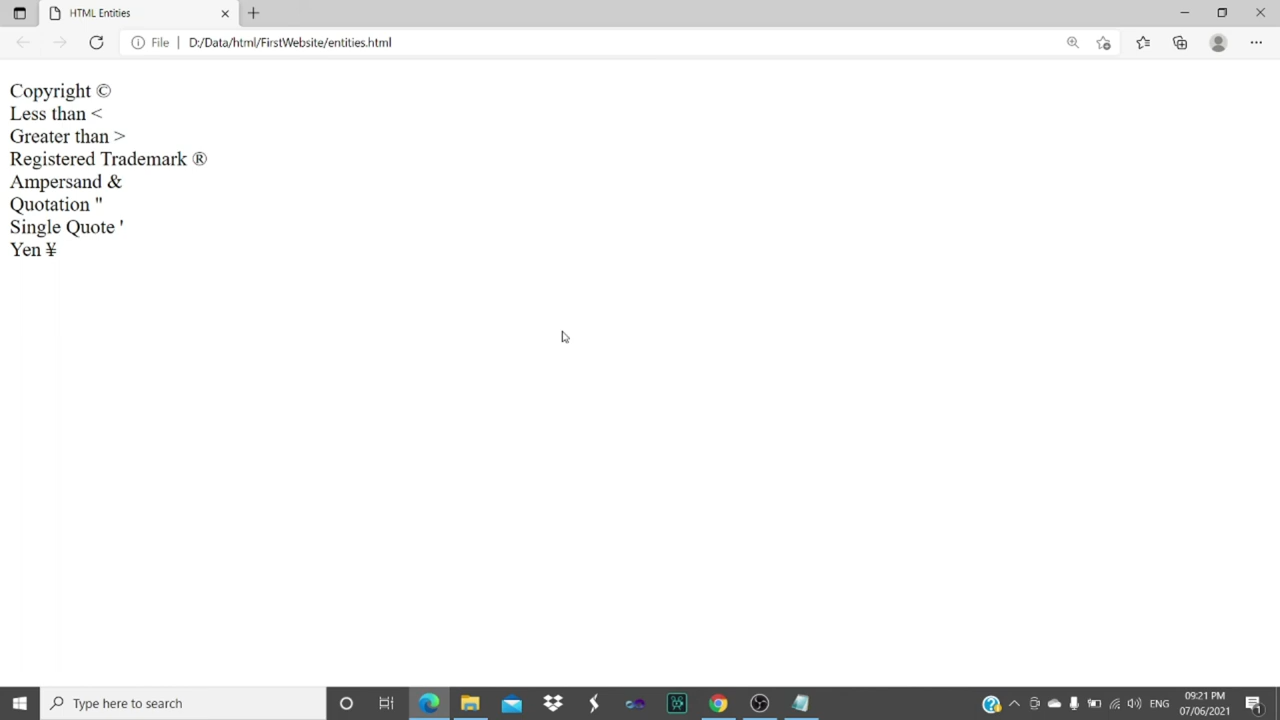 HTML Entities
File
D:/Data/html/FirstWebsite/entities.html
Copyright ©
Less than <
Greater than >
Registered Trademark ®
Ampersand &
Quotation "
Single Quote '
Yen ¥
Type here to search
ENG
09:21 PM
07/06/2021